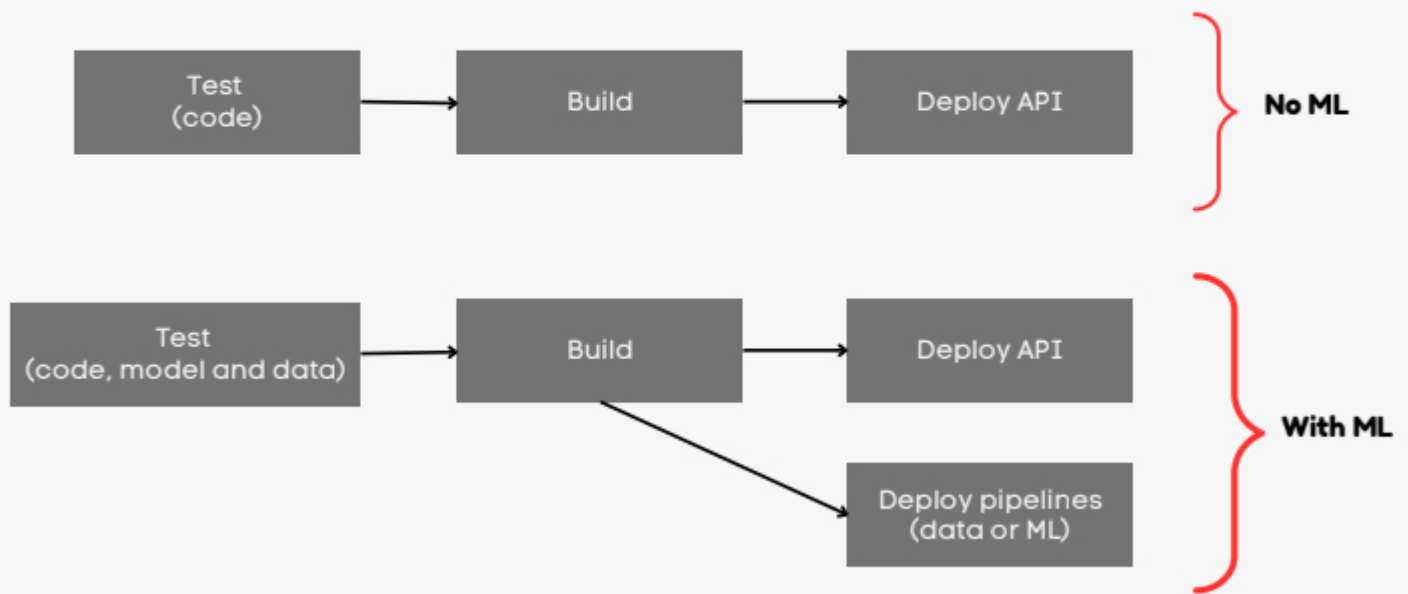 Test
(code)
Build
Deploy API
No ML
Test
(code, model and data)
Build
Deploy API
With ML
Deploy pipelines
(data or ML)